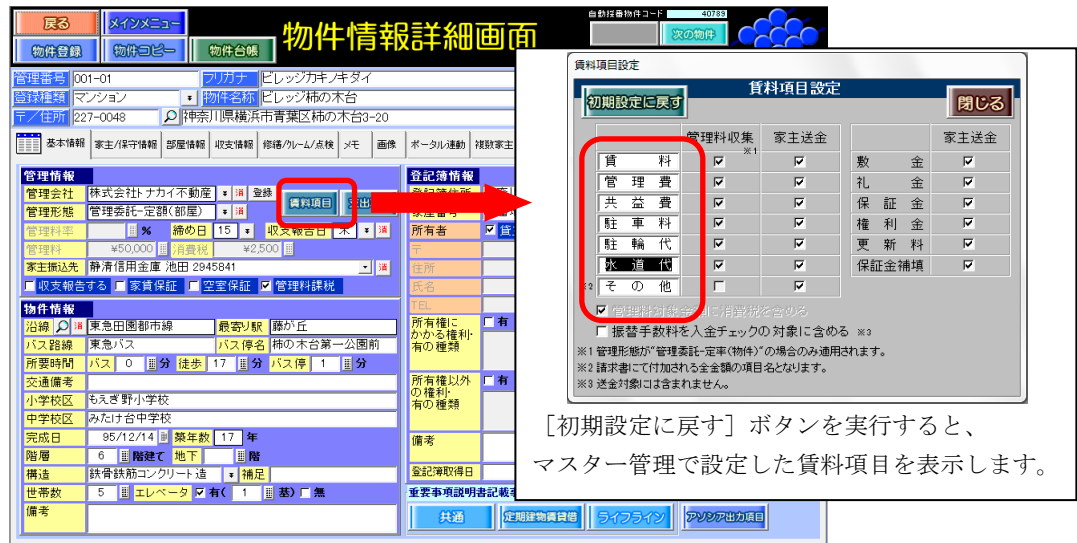 戻る メインメニュー 物件情報詳細画面 自動採番物件コード 40789
物件登録 物件コピー 物件台帳 次の物件
管理番号 001-01 フリガナ ビレッジカキノキダイ
登録種類 マンション 物件名称 ビレッジ柿の木台
〒/住所 227-0048 神奈川県横浜市青葉区柿の木台3-20
基本情報 家主/保守情報 部屋情報 収支情報 修繕/クレーム/点検 メモ 画像 ポータル連動 複数家主
管理情報
管理会社 株式会社トナカイ不動産 消 登録 賃料項目
管理形態 管理委託-定額(部屋) 消
管理料率 % 締め日 15 収支報告日 末 消
管理料 ¥50,000 消費税 ¥2,500
家主振込先 静清信用金庫 池田 2945841 消
収支報告する 家賃保証 空室保証 管理料課税
物件情報
沿線 消 東急田園都市線 最寄り駅 藤が丘
バス路線 東急バス バス停名 柿の木台第一公園前
所要時間 バス 0 分 徒歩 17 分 バス停 1 分
交通備考
小学校区 もえぎ野小学校
中学校区 みたけ台中学校
完成日 95/12/14 築年数 17 年
階層 6 階建て 地下 階
構造 鉄骨鉄筋コンクリート造 補足
世帯数 5 エレベータ 有( 1 基) 無
備考
登記簿情報
所有者
〒
住所
氏名
TEL
所有権に
かかる権利・
有の種類 有
所有権以外
の権利・
有の種類 有
備考
登記簿取得日
重要事項説明書記載
共通 定期建物賃貸借 ライフライン アソシア出力項目
賃料項目設定
賃料項目設定
初期設定に戻す 閉じる
管理料収集 ※1 家主送金 家主送金
賃料 敷金
管理費 礼金
共益費 保証金
駐車料 権利金
駐輪代 更新料
水道代 保証金補填
※2 その他
管理料対象金額に消費税を含める
振替手数料を入金チェックの対象に含める ※3
※1 管理形態が“管理委託-定率(物件)”の場合のみ適用されます。
※2 請求書にて付加される全金額の項目名となります。
※3 送金対象には含まれません。
［初期設定に戻す］ボタンを実行すると、
マスター管理で設定した賃料項目を表示します。